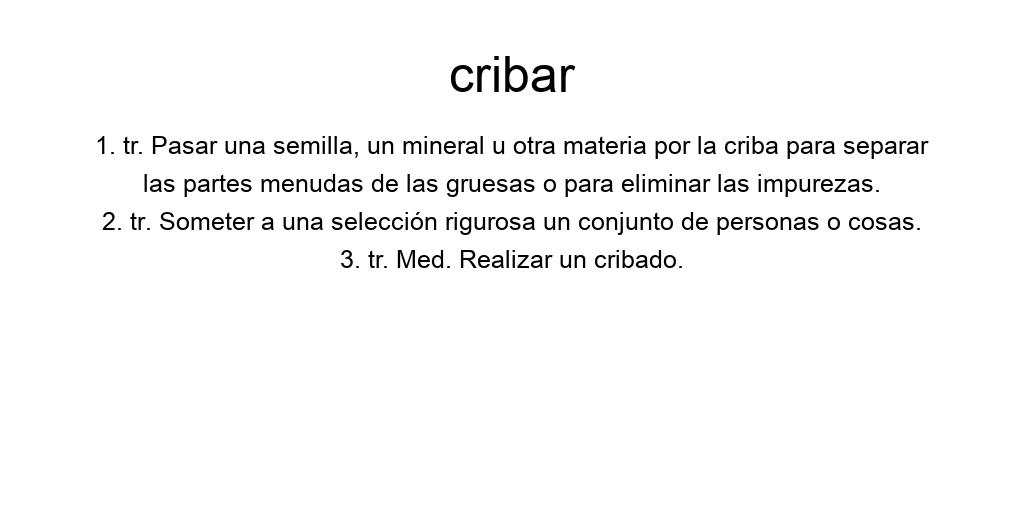 cribar
1. tr. Pasar una semilla, un mineral u otra materia por la criba para separar
las partes menudas de las gruesas o para eliminar las impurezas.
2. tr. Someter a una selección rigurosa un conjunto de personas o cosas.
3. tr. Med. Realizar un cribado.